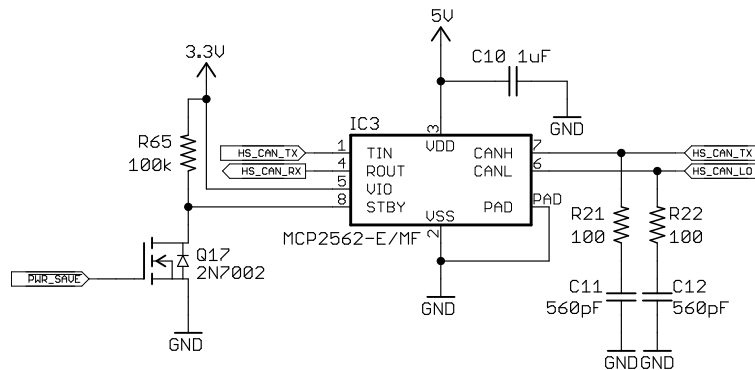 5V
3.3V
C10 1uF
GND
IC3
R65
100k
HS_CAN_TX
HS_CAN_RX
1
4
5
8
TIN
ROUT
VIO
STBY
3
VDD
CANH
CANL
PAD
VSS
2
7
6
PAD
HS_CAN_TX
HS_CAN_LO
MCP2562-E/MF
R21
100
R22
100
Q17
2N7002
PWR_SAVE
C11
560pF
C12
560pF
GND
GND
GND
GND